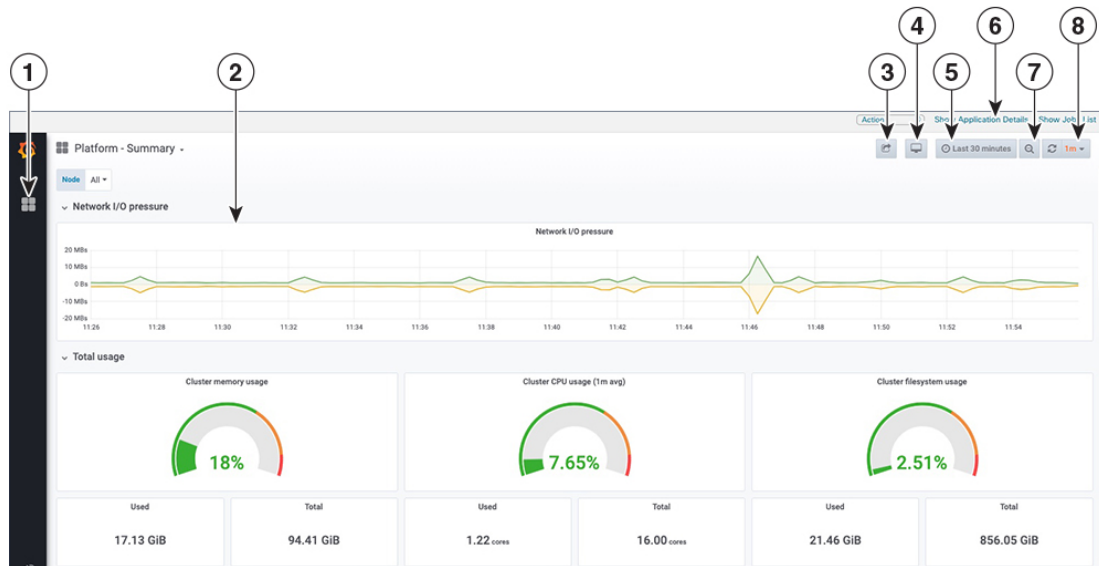 4 6 8
1 2 3 5 7
Action Show Application Details Show Job List
Platform - Summary
Last 30 minutes 1m
Node All
Network I/O pressure
Network I/O pressure
20 MBs
10 MBs
0 Bs
-10 MBs
-20 MBs
11:26 11:28 11:30 11:32 11:34 11:36 11:38 11:40 11:42 11:44 11:46 11:48 11:50 11:52 11:54
Total usage
Cluster memory usage Cluster CPU usage (1m avg) Cluster filesystem usage
18% 7.65% 2.51%
Used Total Used Total Used Total
17.13 GiB 94.41 GiB 1.22 cores 16.00 cores 21.46 GiB 856.05 GiB